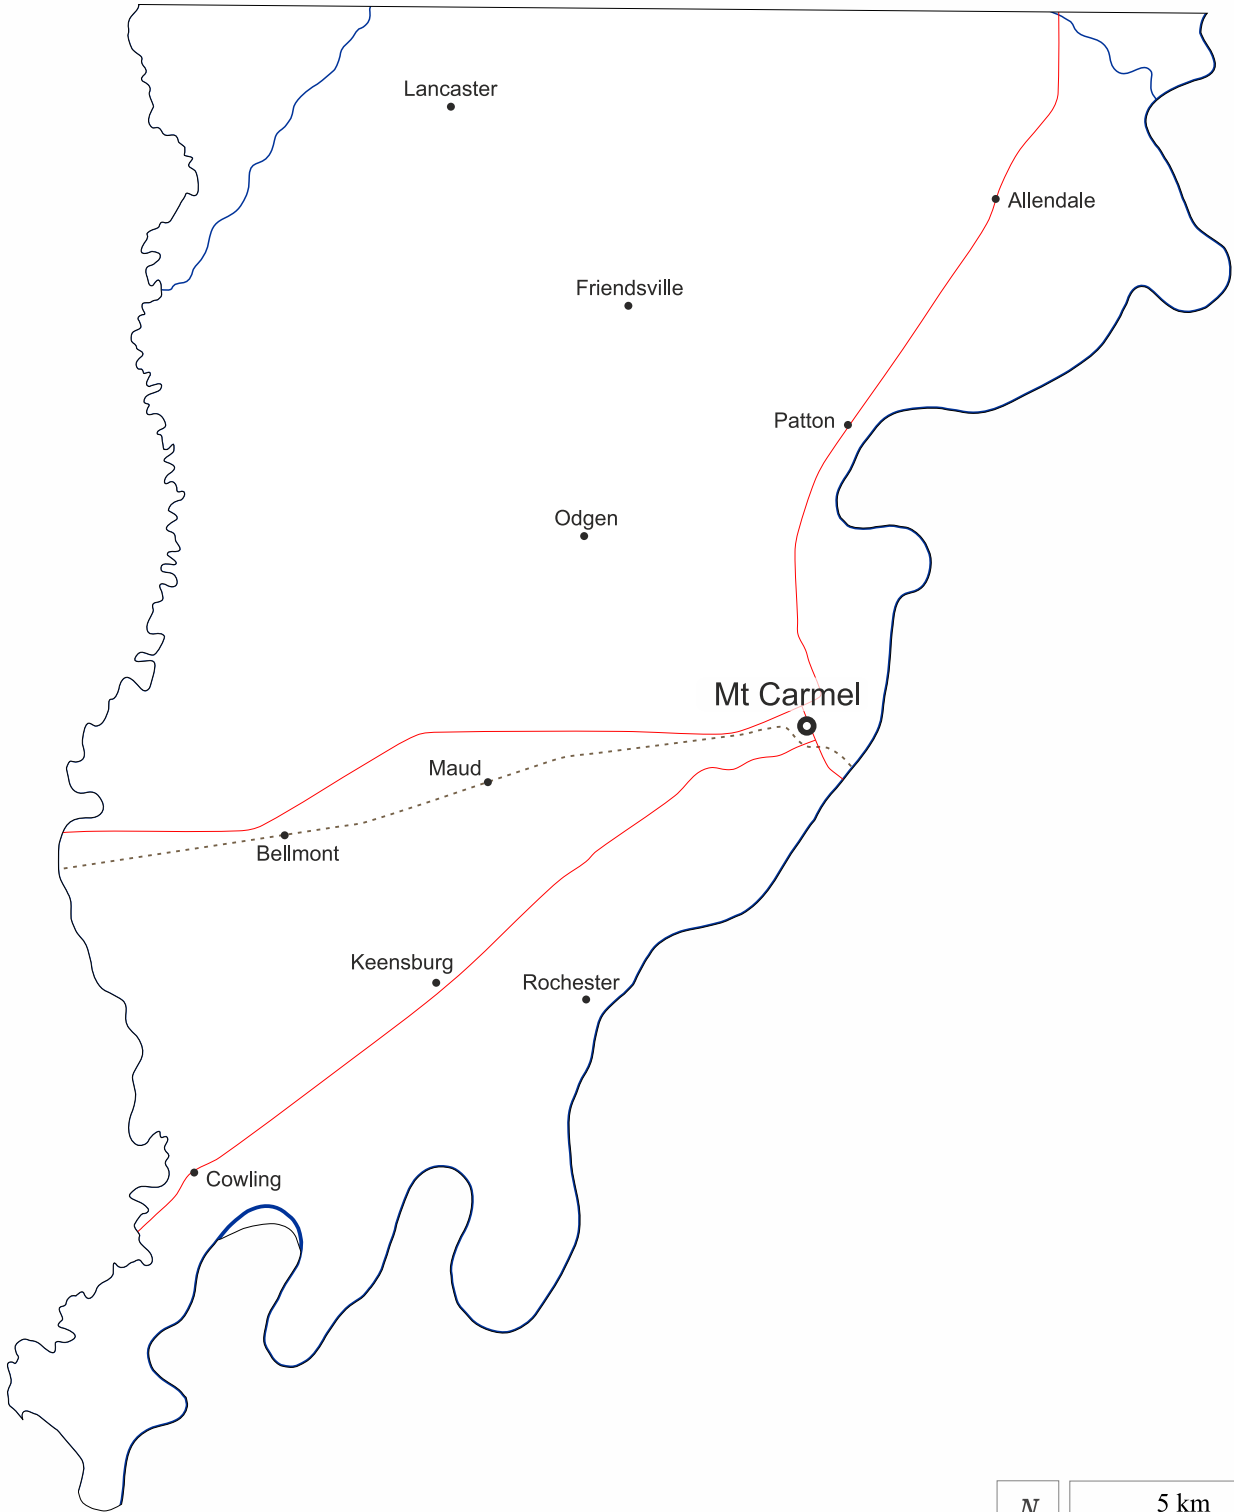 Lancaster
Allendale
Friendsville
Patton
Odgen
Mt Carmel
Maud
Bellmont
Keensburg
Rochester
Cowling
N
5 km